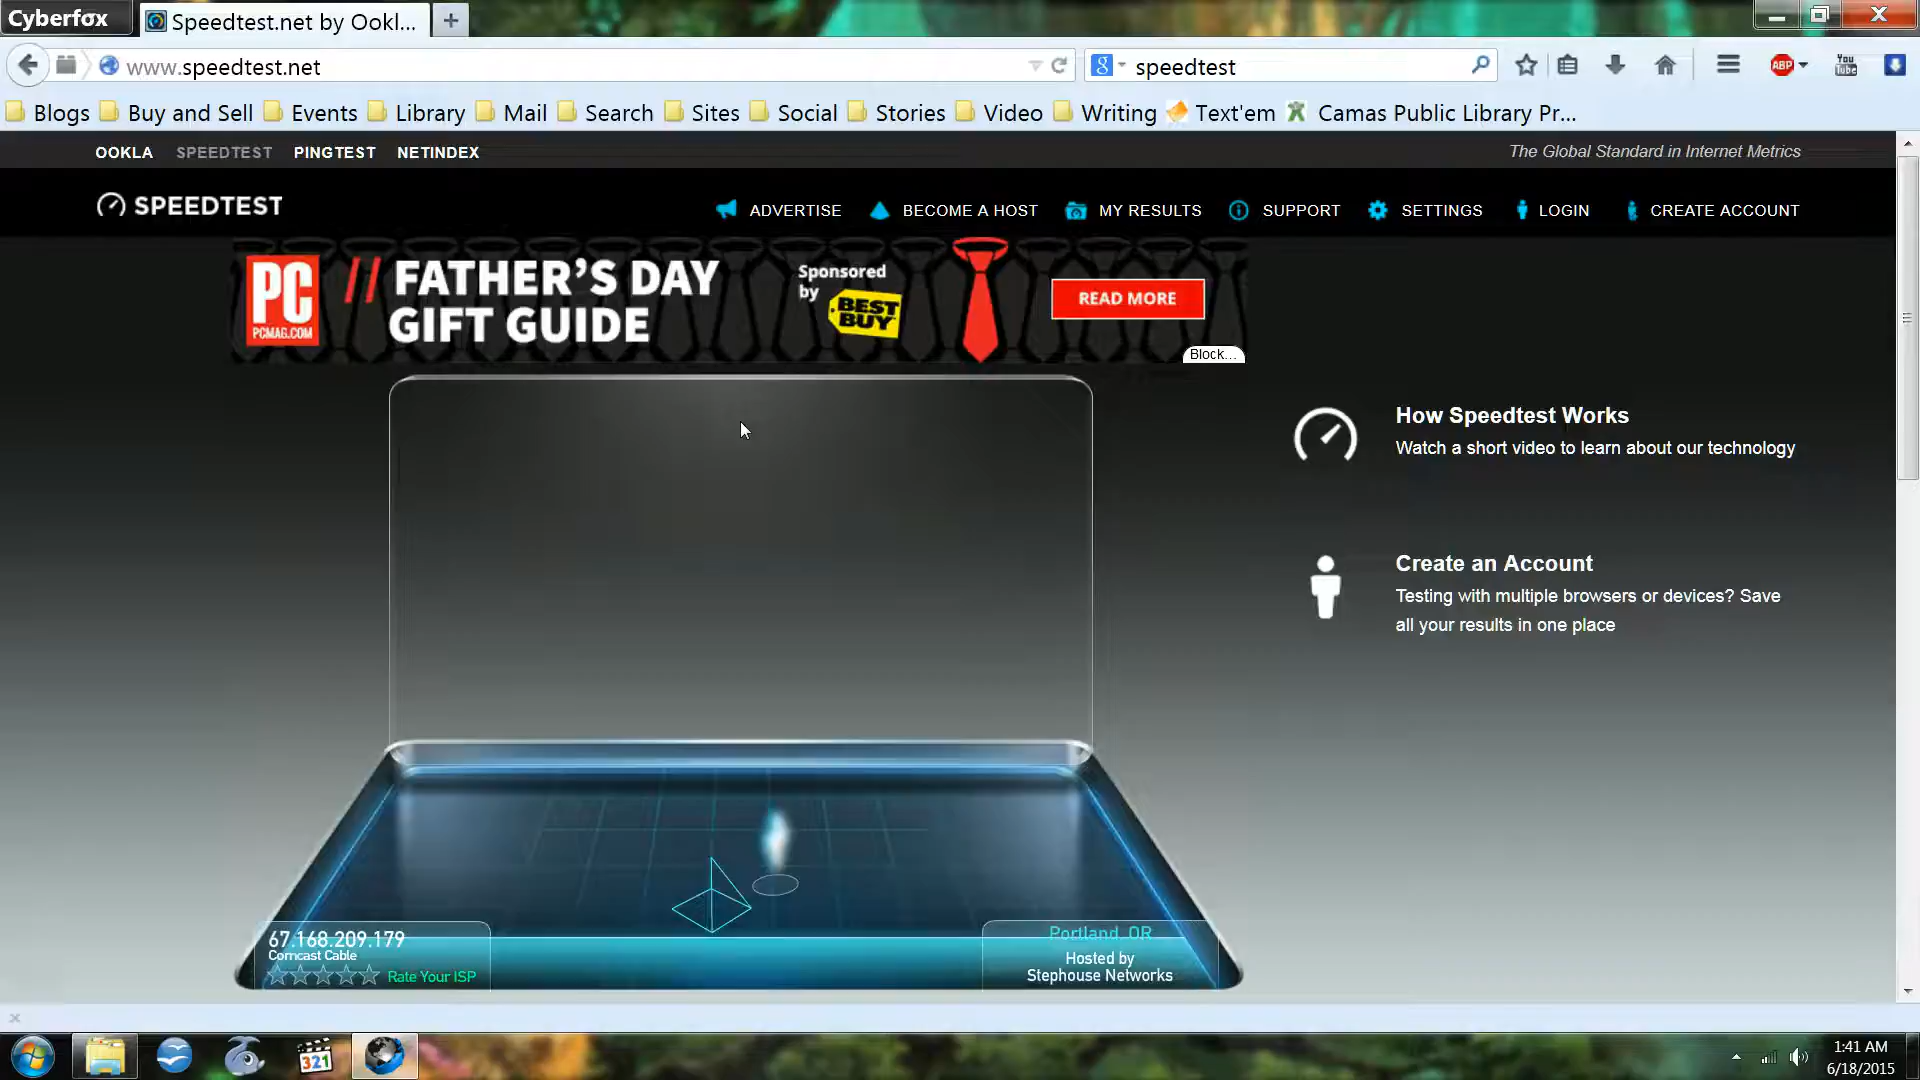 Cyberfox
Speedtest.net by Ookl...
www.speedtest.net
speedtest
ABP
You
Tube
Blogs Buy and Sell Events Library Mail Search Sites Social Stories Video Writing Text'em Camas Public Library Pr...
OOKLA SPEEDTEST PINGTEST NETINDEX
The Global Standard in Internet Metrics
SPEEDTEST
ADVERTISE BECOME A HOST MY RESULTS SUPPORT SETTINGS LOGIN CREATE ACCOUNT
PC
PCMAG.COM
// FATHER'S DAY
GIFT GUIDE
Sponsored
by
BEST
BUY
READ MORE
Block...
How Speedtest Works
Watch a short video to learn about our technology
Create an Account
Testing with multiple browsers or devices? Save
all your results in one place
67.168.209.179
Comcast Cable
Rate Your ISP
Portland, OR
Hosted by
Stephouse Networks
321
1:41 AM
6/18/2015